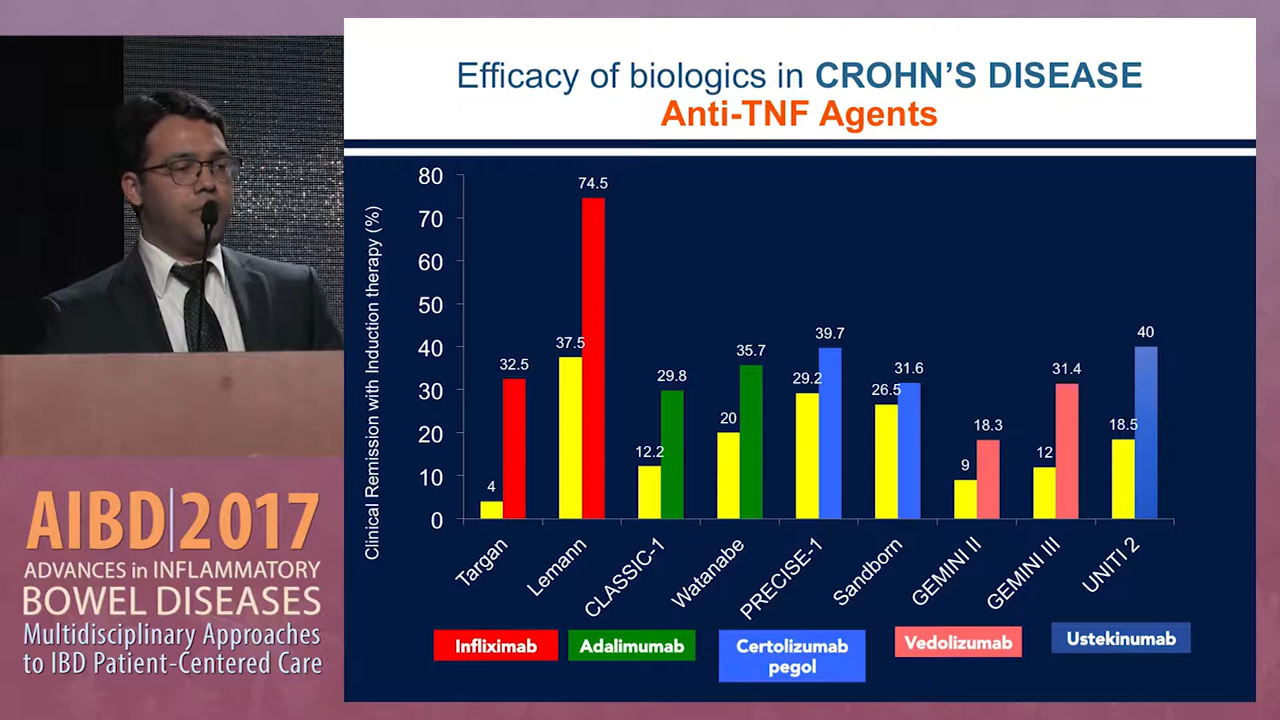 Efficacy of biologics in CROHN'S DISEASE
Anti-TNF Agents
Clinical Remission with Induction therapy (%)
80
70
60
50
40
30
20
10
0
4
32.5
37.5
74.5
12.2
29.8
20
35.7
29.2
39.7
26.5
31.6
9
18.3
12
31.4
18.5
40
Targan
Lemann
CLASSIC-1
Watanabe
PRECISE-1
Sandborn
GEMINI II
GEMINI III
UNITI 2
Infliximab
Adalimumab
Certolizumab
pegol
Vedolizumab
Ustekinumab
AIBD|2017
ADVANCES in INFLAMMATORY
BOWEL DISEASES
Multidisciplinary Approaches
to IBD Patient-Centered Care